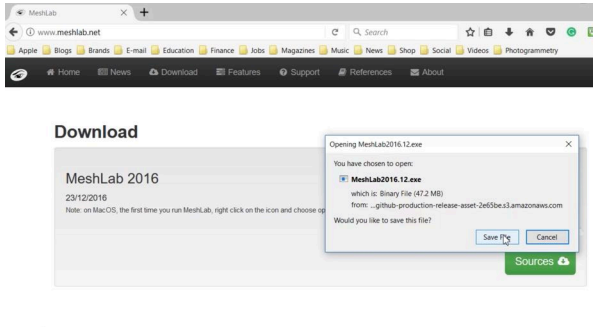 MeshLab
www.meshlab.net
Search
Apple Blogs Brands E-mail Education Finance Jobs Magazines Music News Shop Social Videos Photogrammetry
Home News Download Features Support References About
Download
MeshLab 2016
23/12/2016
Note: on MacOS, the first time you run MeshLab, right click on the icon and choose op
Opening MeshLab2016.12.exe
You have chosen to open:
MeshLab2016.12.exe
which is: Binary File (47.2 MB)
from: ...github-production-release-asset-2e65be.s3.amazonaws.com
Would you like to save this file?
Save File Cancel
Sources